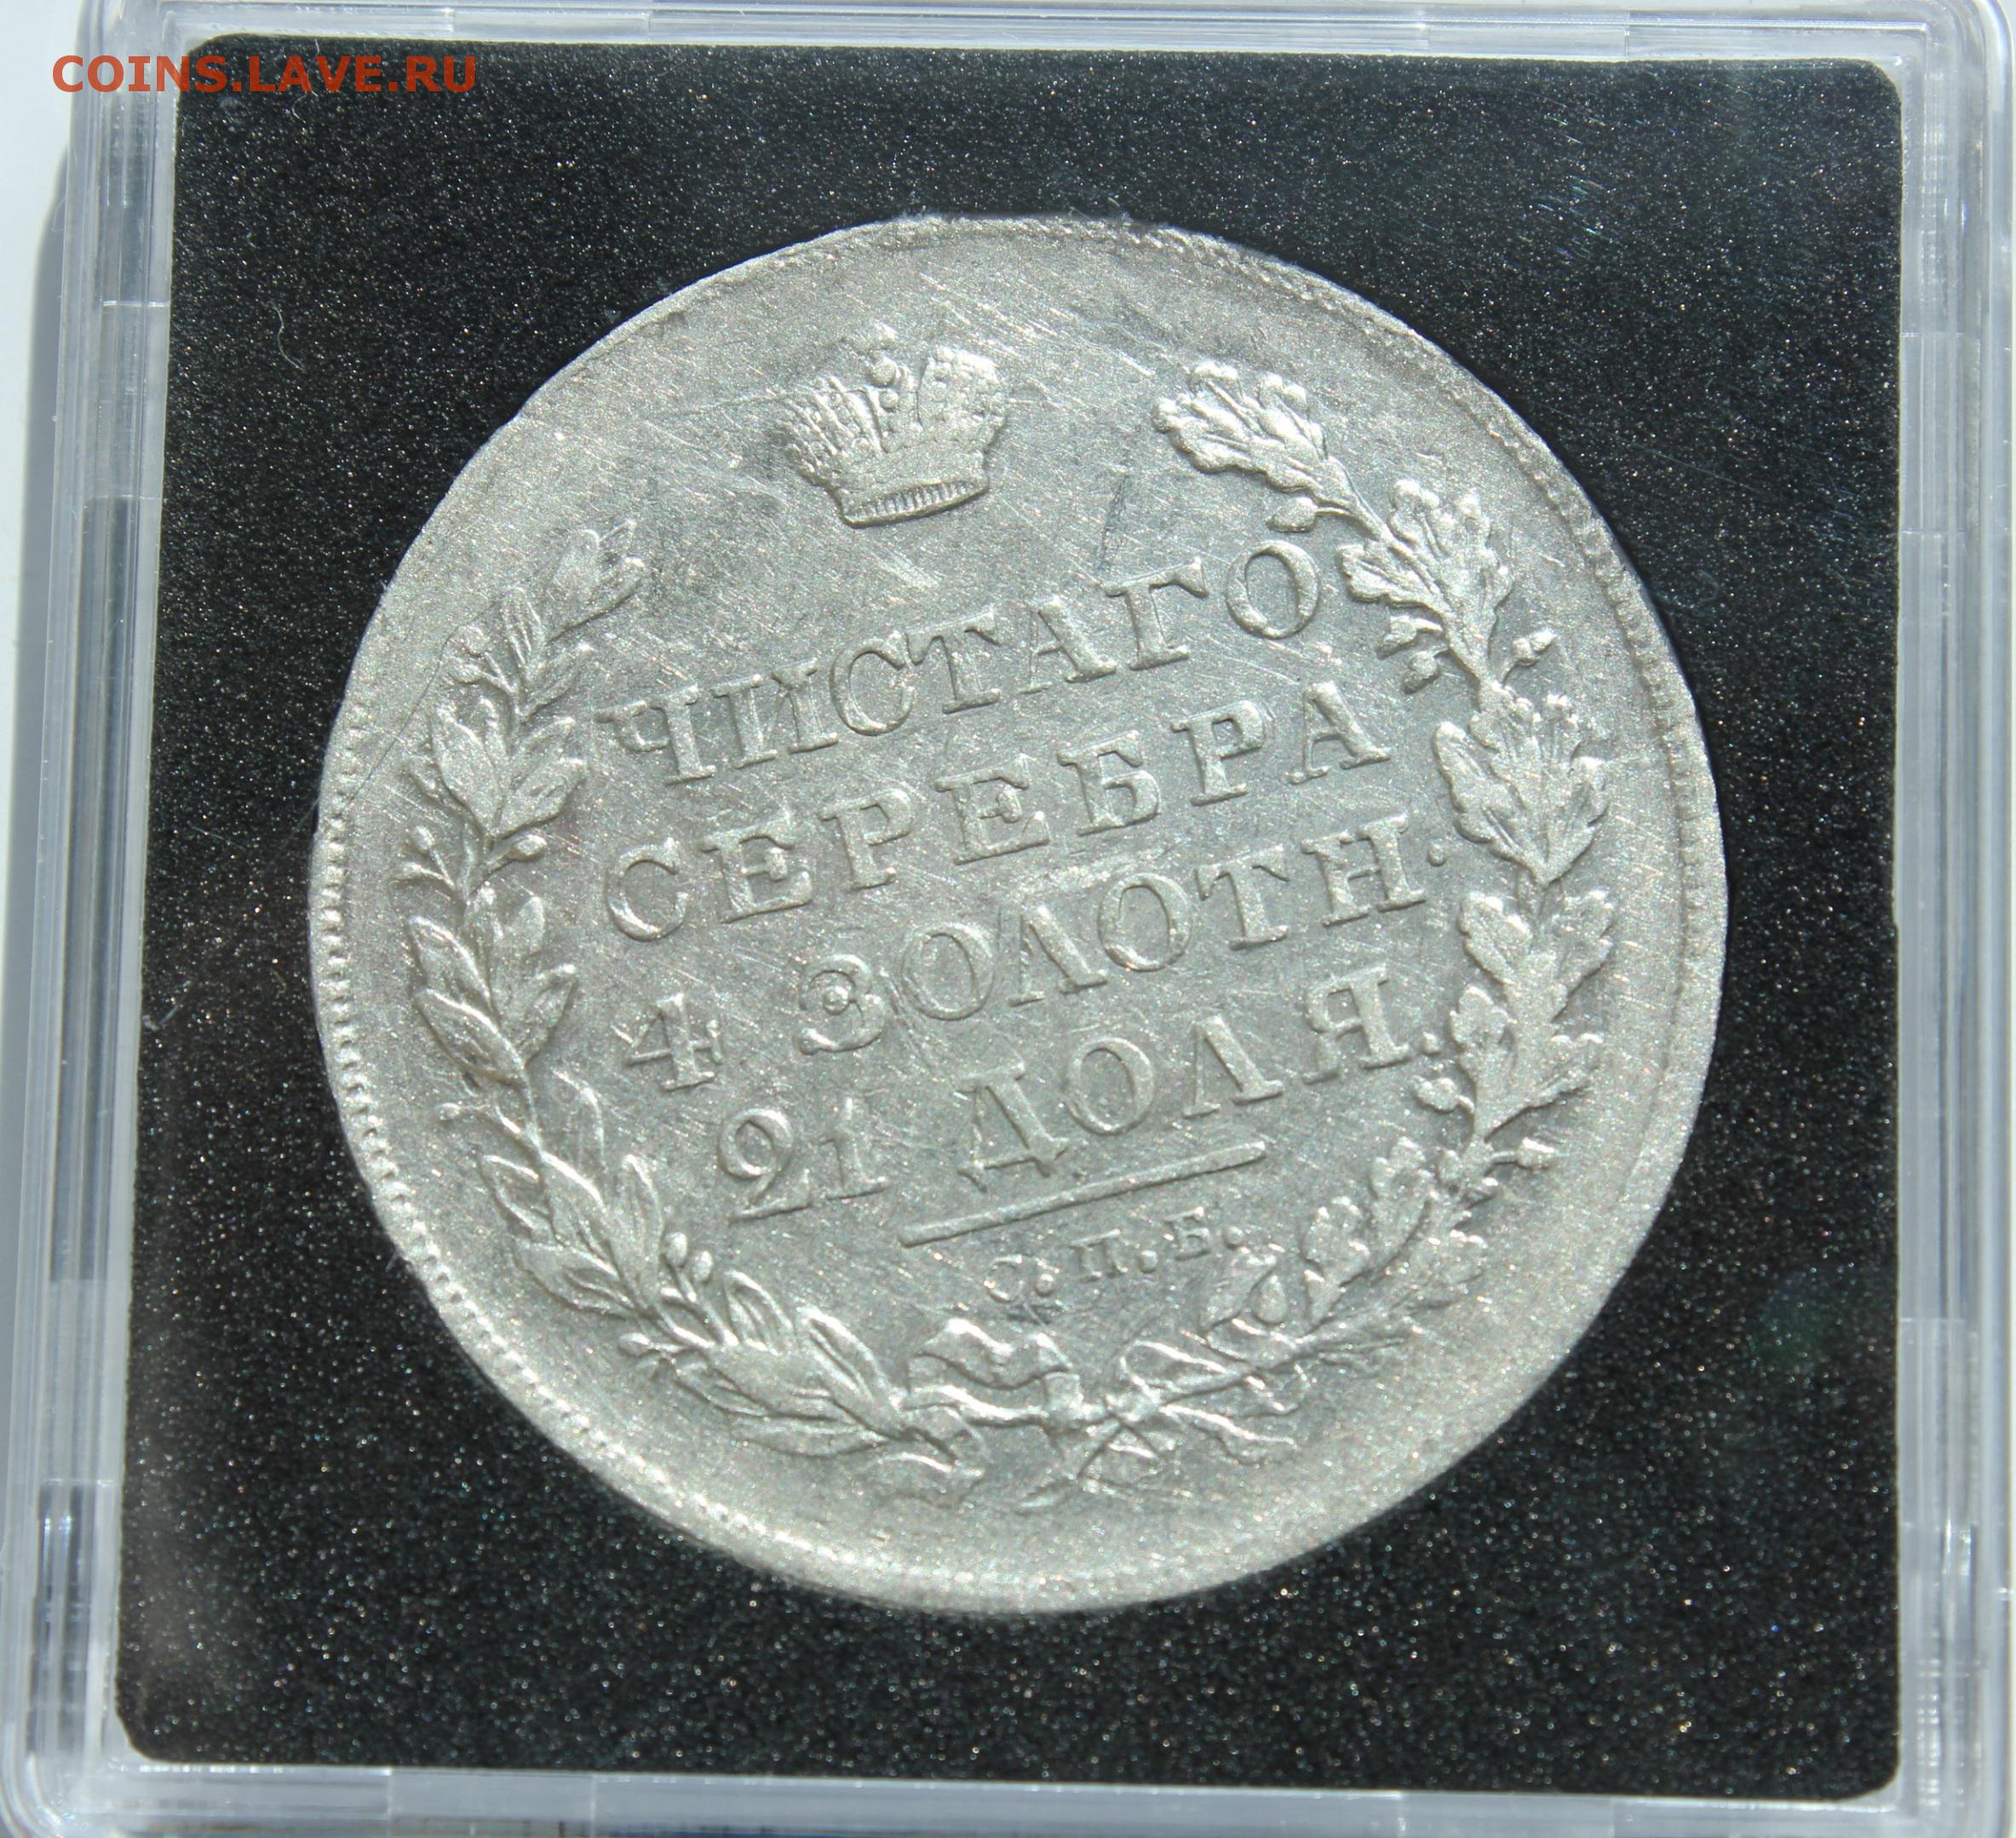 COINS.LAVE.RU
ЧИСТАГО
СЕРЕБРА
4 ЗОЛОТН.
21 ДОЛЯ.
С.П.Б.